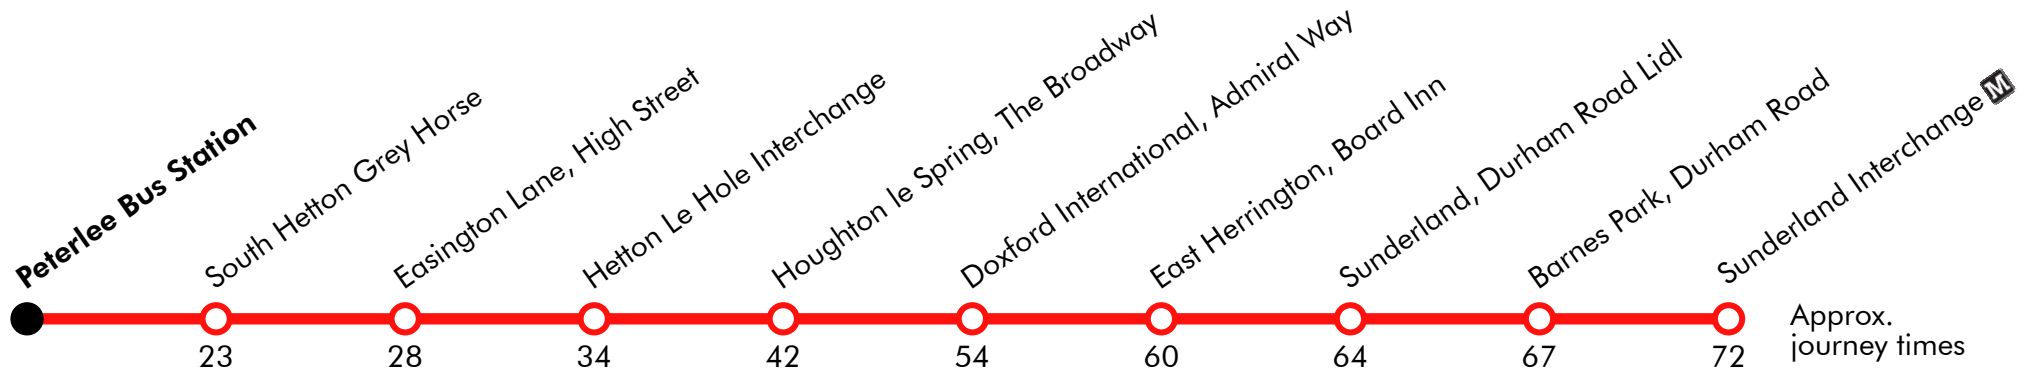 Peterlee Bus Station
South Hetton Grey Horse
Easington Lane, High Street
Hetton Le Hole Interchange
Houghton le Spring, The Broadway
Doxford International, Admiral Way
East Herrington, Board Inn
Sunderland, Durham Road Lidl
Barnes Park, Durham Road
Sunderland Interchange M
23 28 34 42 54 60 64 67 72
Approx.
journey times